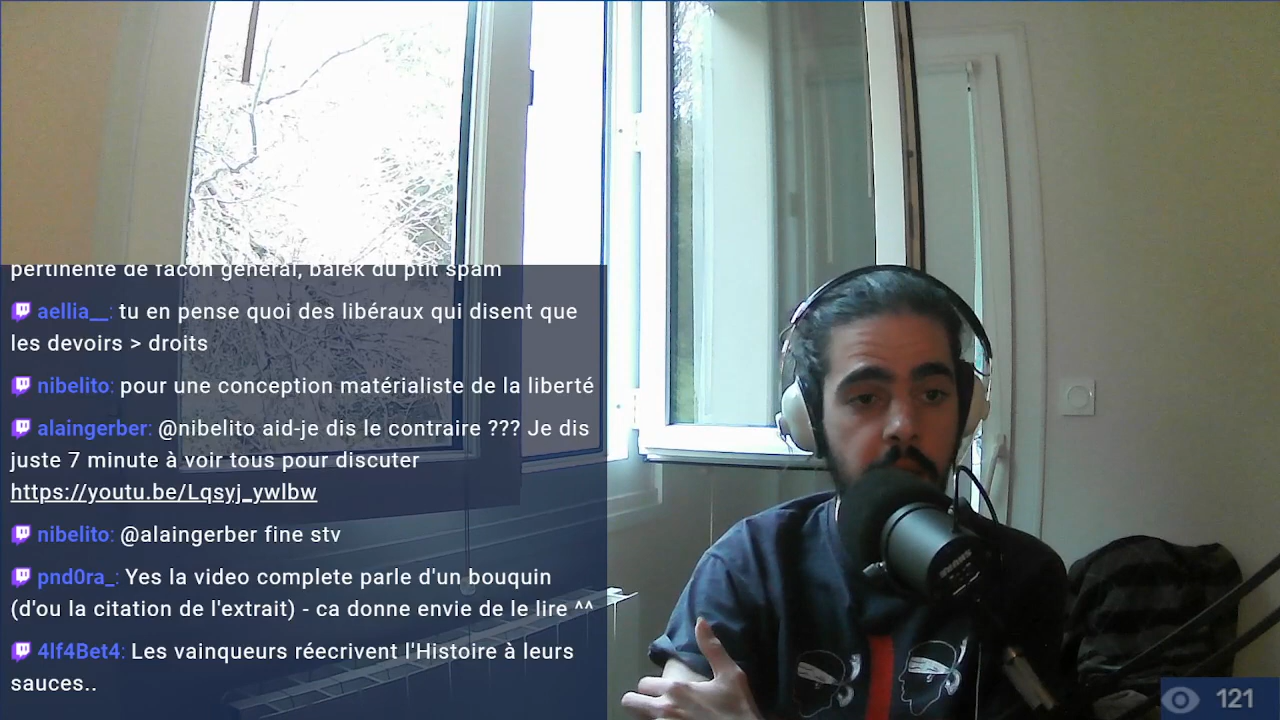 pertinente de facon general, balek du ptit spam
aellia__: tu en pense quoi des libéraux qui disent que
les devoirs > droits
nibelito: pour une conception matérialiste de la liberté
alaingerber: @nibelito aid-je dis le contraire ??? Je dis
juste 7 minute à voir tous pour discuter
https://youtu.be/Lqsyj_ywlbw
nibelito: @alaingerber fine stv
pnd0ra_: Yes la video complete parle d'un bouquin
(d'ou la citation de l'extrait) - ca donne envie de le lire ^^
4lf4Bet4: Les vainqueurs réecrivent l'Histoire à leurs
sauces..
121